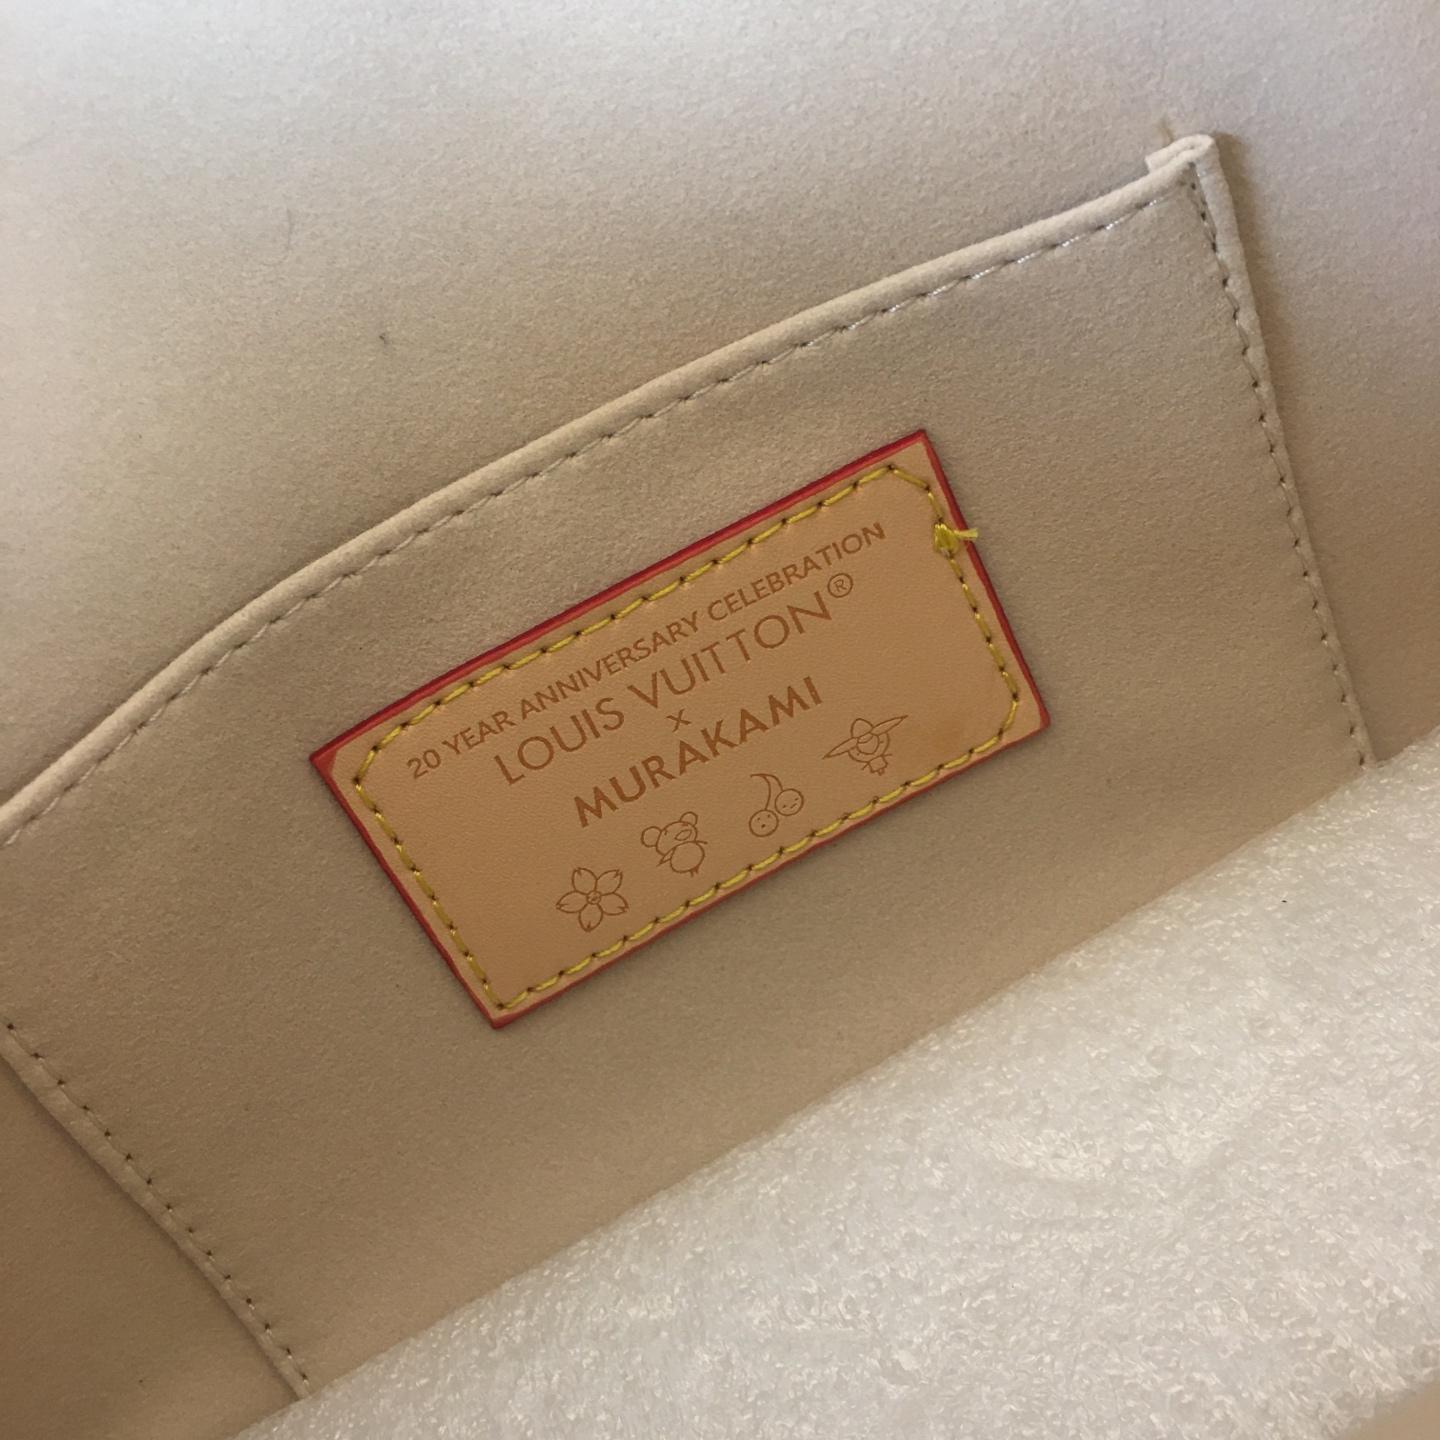 20 YEAR ANNIVERSARY CELEBRATION
LOUIS VUITTON®
x
MURAKAMI